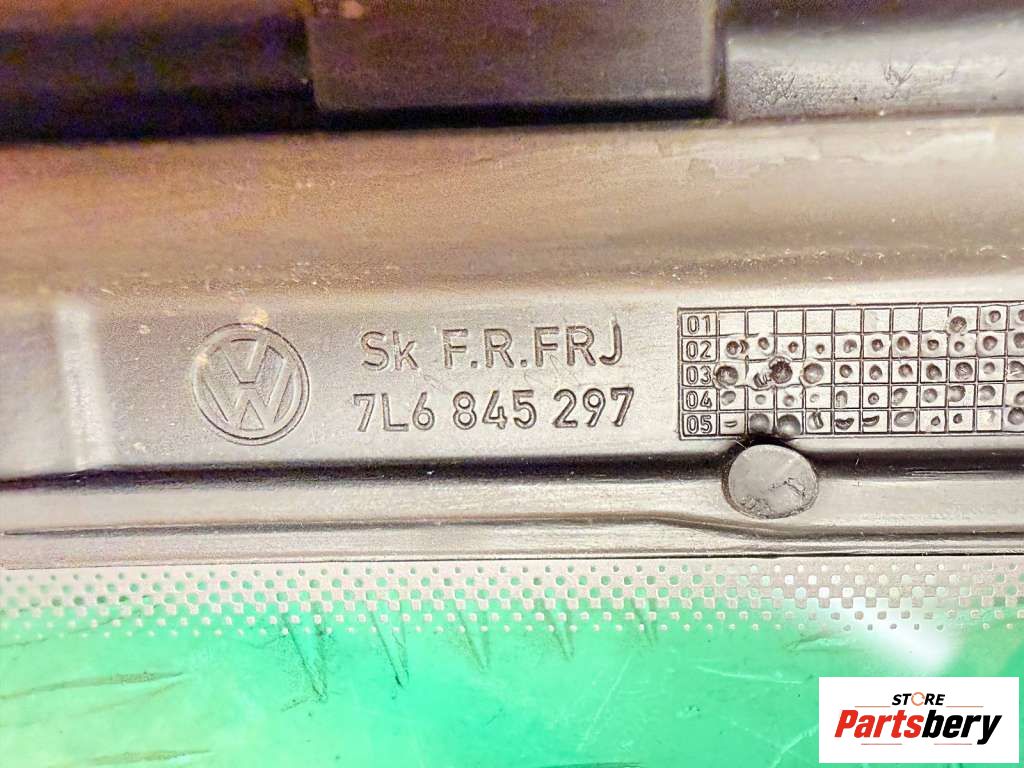 Sk F.R.FRJ
7L6 845 297
01
02
03
04
05
STORE
Partsbery